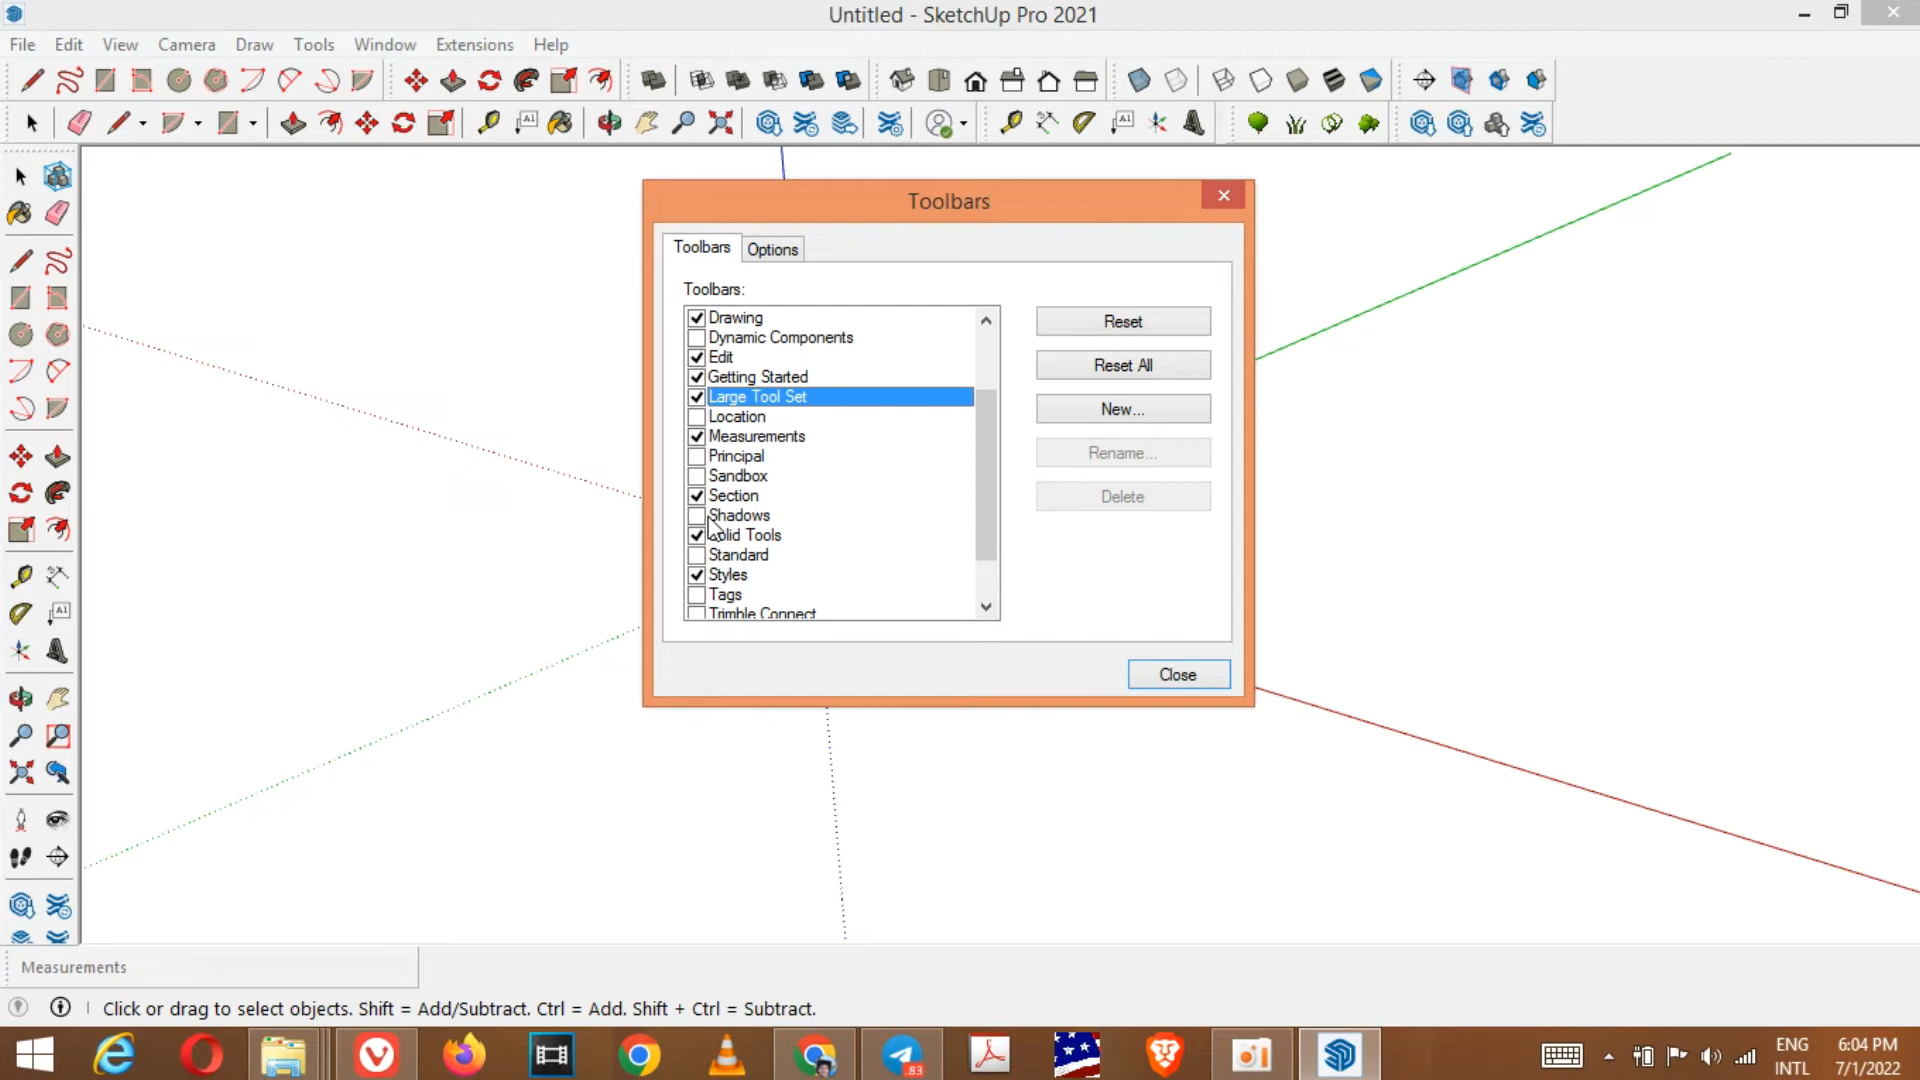 Untitled - SketchUp Pro 2021
File Edit View Camera Draw Tools Window Extensions Help
Toolbars
Toolbars Options
Toolbars:
Drawing
Dynamic Components
Edit
Getting Started
Large Tool Set
Location
Measurements
Principal
Sandbox
Section
Shadows
Solid Tools
Standard
Styles
Tags
Trimble Connect
Reset
Reset All
New...
Rename...
Delete
Close
Measurements
Click or drag to select objects. Shift = Add/Subtract. Ctrl = Add. Shift + Ctrl = Subtract.
.83
ENG
INTL
6:04 PM
7/1/2022